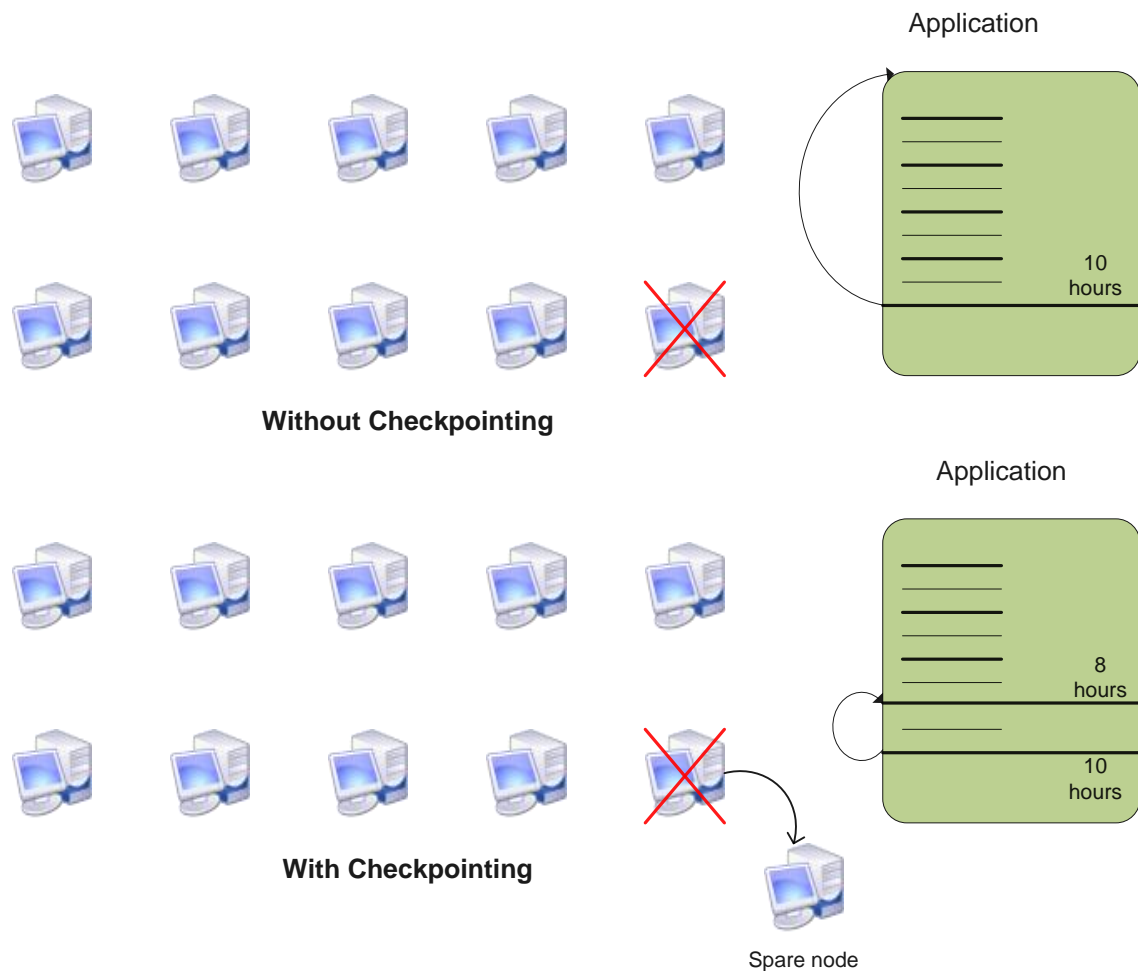 Application
10
hours
Without Checkpointing
Application
8
hours
10
hours
With Checkpointing
Spare node